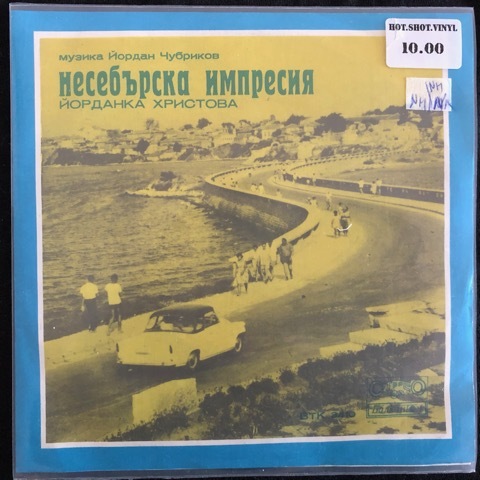 HOT.SHOT.VINYL
10.00
музика Йордан Чубриков
несебърска импресия
ЙОРДАНКА ХРИСТОВА